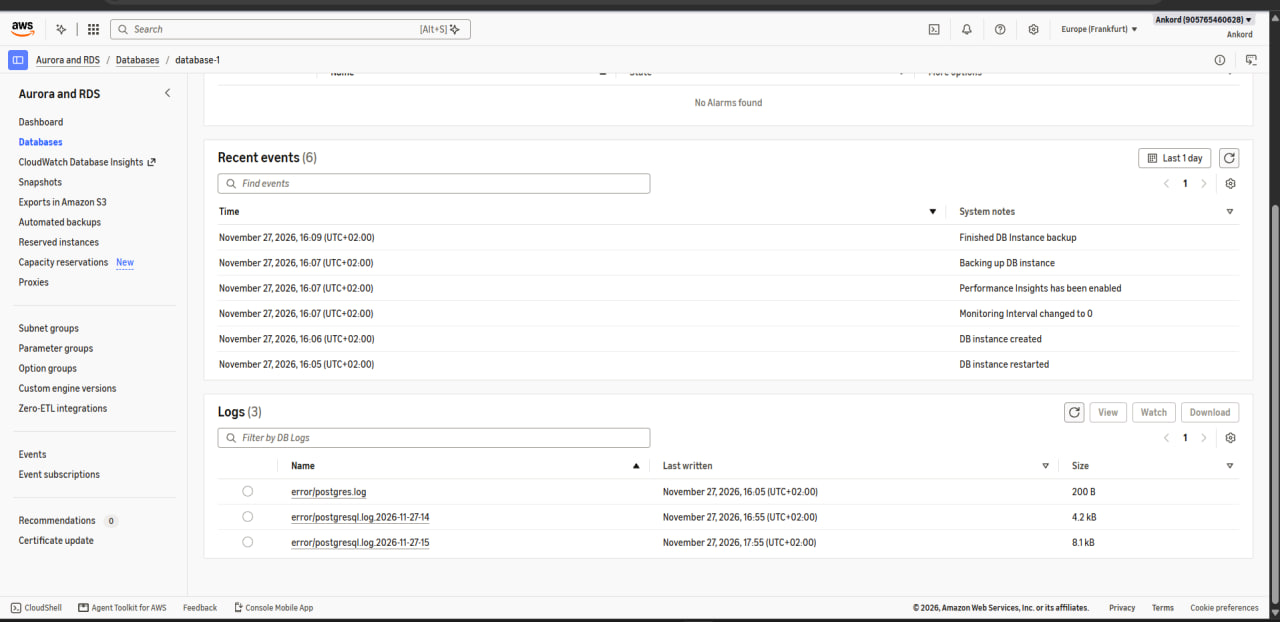 aws
Search
[Alt+S]
Europe (Frankfurt) ▼
Ankord (905765460628) ▼
Ankord
Aurora and RDS / Databases / database-1
Aurora and RDS
Dashboard
Databases
CloudWatch Database Insights
Snapshots
Exports in Amazon S3
Automated backups
Reserved instances
Capacity reservations New
Proxies
Subnet groups
Parameter groups
Option groups
Custom engine versions
Zero-ETL integrations
Events
Event subscriptions
Recommendations 0
Certificate update
Name State More options
No Alarms found
Recent events (6)
Last 1 day
Find events
1
Time System notes
November 27, 2026, 16:09 (UTC+02:00) Finished DB Instance backup
November 27, 2026, 16:07 (UTC+02:00) Backing up DB instance
November 27, 2026, 16:07 (UTC+02:00) Performance Insights has been enabled
November 27, 2026, 16:07 (UTC+02:00) Monitoring Interval changed to 0
November 27, 2026, 16:06 (UTC+02:00) DB instance created
November 27, 2026, 16:05 (UTC+02:00) DB instance restarted
Logs (3)
View Watch Download
Filter by DB Logs
1
Name Last written Size
error/postgres.log November 27, 2026, 16:05 (UTC+02:00) 200 B
error/postgresql.log.2026-11-27-14 November 27, 2026, 16:55 (UTC+02:00) 4.2 kB
error/postgresql.log.2026-11-27-15 November 27, 2026, 17:55 (UTC+02:00) 8.1 kB
CloudShell Agent Toolkit for AWS Feedback Console Mobile App
© 2026, Amazon Web Services, Inc. or its affiliates. Privacy Terms Cookie preferences